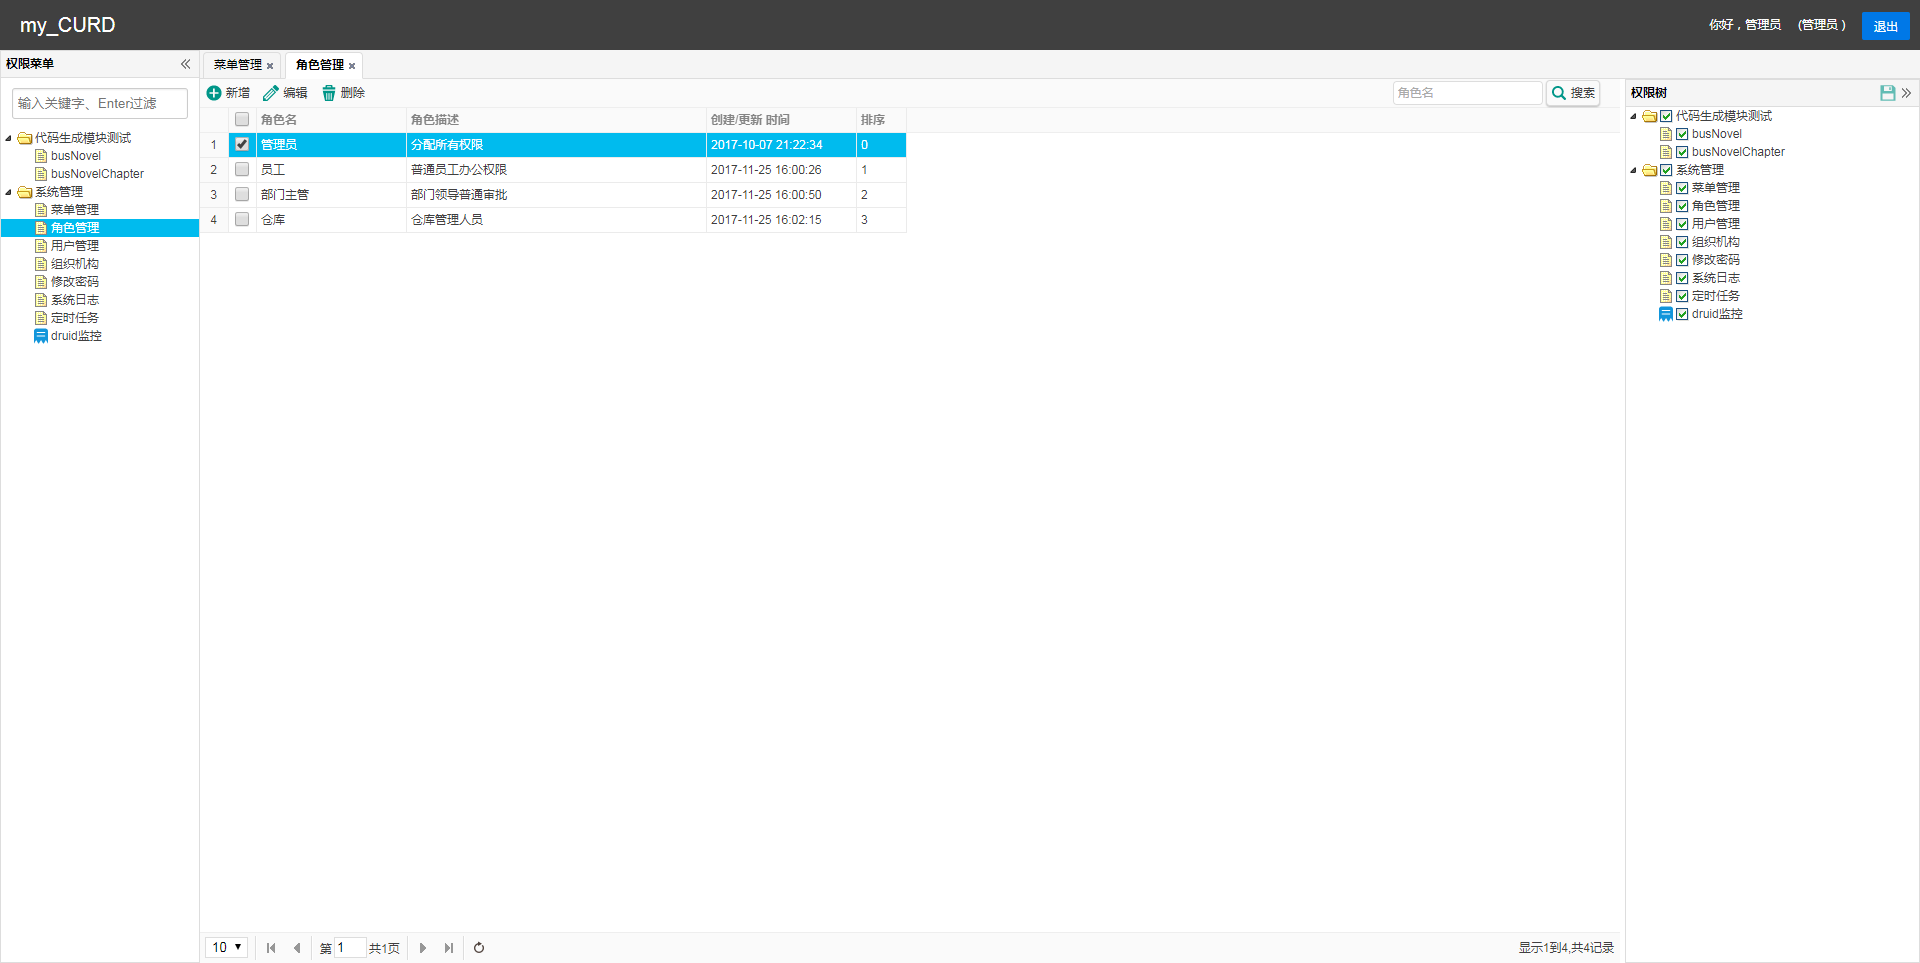 my_CURD
你好，管理员 （管理员） 退出
权限菜单
输入关键字、Enter过滤
代码生成模块测试
busNovel
busNovelChapter
系统管理
菜单管理
角色管理
用户管理
组织机构
修改密码
系统日志
定时任务
druid监控
菜单管理 角色管理
新增 编辑 删除 角色名 搜索
角色名 角色描述 创建/更新 时间 排序
1 管理员 分配所有权限 2017-10-07 21:22:34 0
2 员工 普通员工办公权限 2017-11-25 16:00:26 1
3 部门主管 部门领导普通审批 2017-11-25 16:00:50 2
4 仓库 仓库管理人员 2017-11-25 16:02:15 3
10 第 1 共1页 显示1到4,共4记录
权限树
代码生成模块测试
busNovel
busNovelChapter
系统管理
菜单管理
角色管理
用户管理
组织机构
修改密码
系统日志
定时任务
druid监控